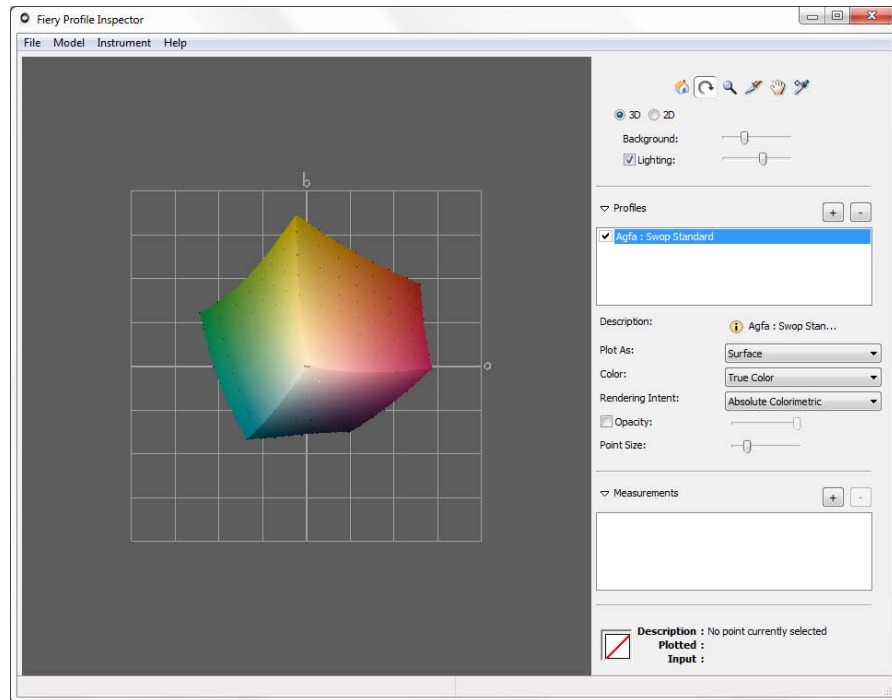 Fiery Profile Inspector
File Model Instrument Help
3D 2D
Background:
Lighting:
b
Profiles
+ -
Agfa : Swop Standard
a
Description: Agfa : Swop Stan...
Plot As: Surface
Color: True Color
Rendering Intent: Absolute Colorimetric
Opacity:
Point Size:
Measurements
+ -
Description : No point currently selected
Plotted :
Input :